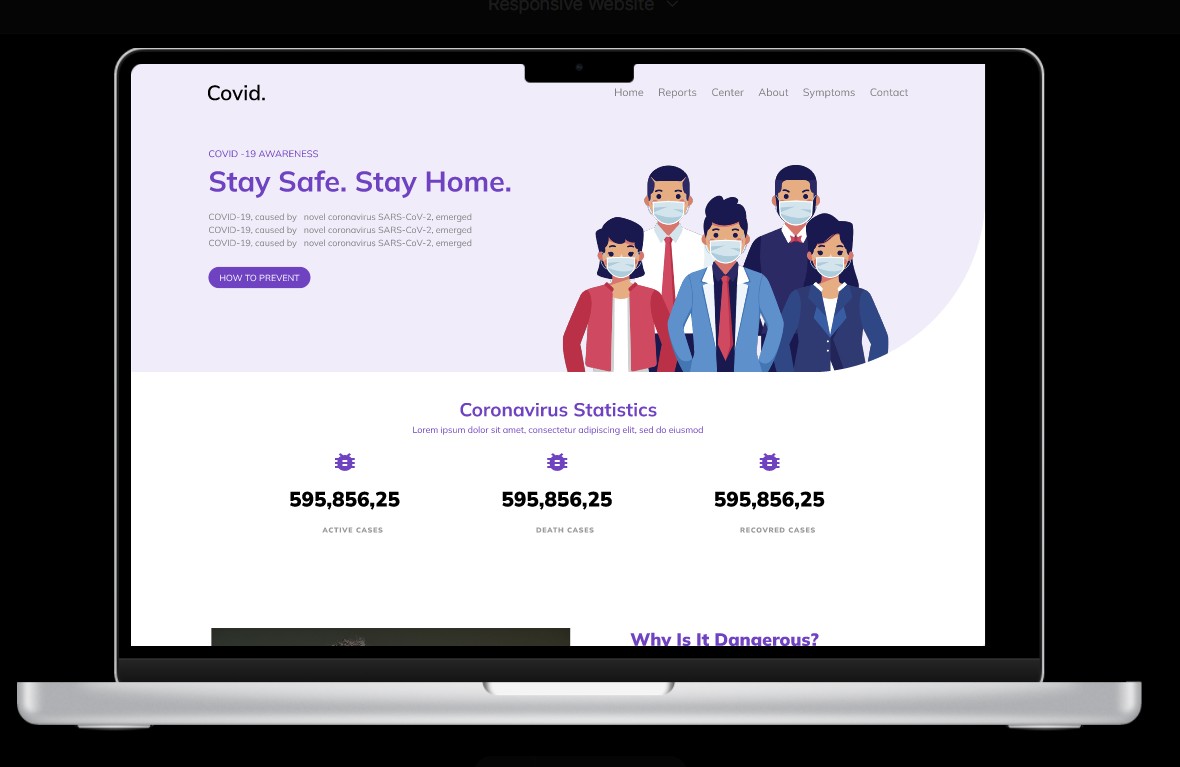 Responsive Website
Covid.
Home Reports Center About Symptoms Contact
COVID -19 AWARENESS
Stay Safe. Stay Home.
COVID-19, caused by novel coronavirus SARS-CoV-2, emerged
COVID-19, caused by novel coronavirus SARS-CoV-2, emerged
COVID-19, caused by novel coronavirus SARS-CoV-2, emerged
HOW TO PREVENT
Coronavirus Statistics
Lorem ipsum dolor sit amet, consectetur adipiscing elit, sed do eiusmod
595,856,25 595,856,25 595,856,25
ACTIVE CASES DEATH CASES RECOVRED CASES
Why Is It Dangerous?